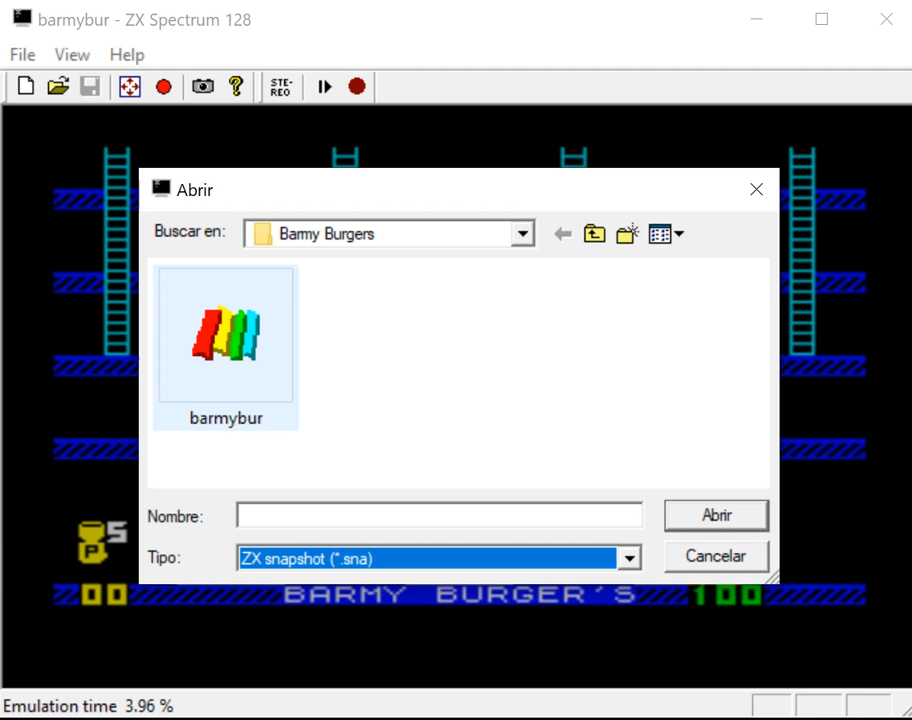 barmybur - ZX Spectrum 128
File View Help
STE-
REO
Abrir
Buscar en: Barmy Burgers
barmybur
Nombre: Abrir
Tipo: ZX snapshot (*.sna) Cancelar
P 5
00 BARMY BURGER'S 100
Emulation time 3.96 %